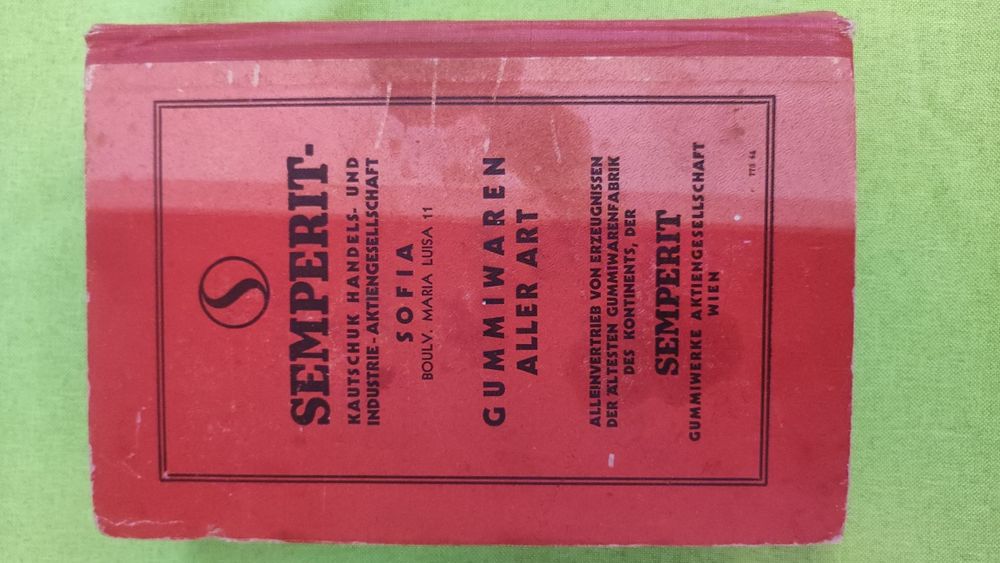 SEMPERIT-
KAUTSCHUK HANDELS- UND
INDUSTRIE-AKTIENGESELLSCHAFT
SOFIA
BOULV. MARIA LUISA 11
GUMMIWAREN
ALLER ART
ALLEINVERTRIEB VON ERZEUGNISSEN
DER ÄLTESTEN GUMMIWARENFABRIK
DES KONTINENTS, DER
SEMPERIT
GUMMIWERKE AKTIENGESELLSCHAFT
WIEN